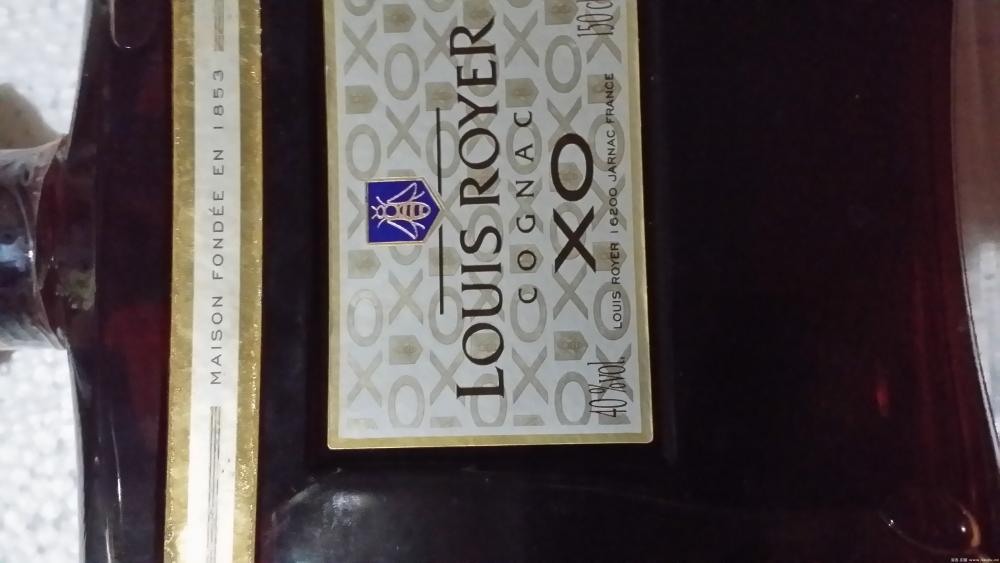 MAISON FONDÉE EN 1853
LOUIS ROYER
COGNAC
XO
40%vol. LOUIS ROYER 16200 JARNAC FRANCE 150cl